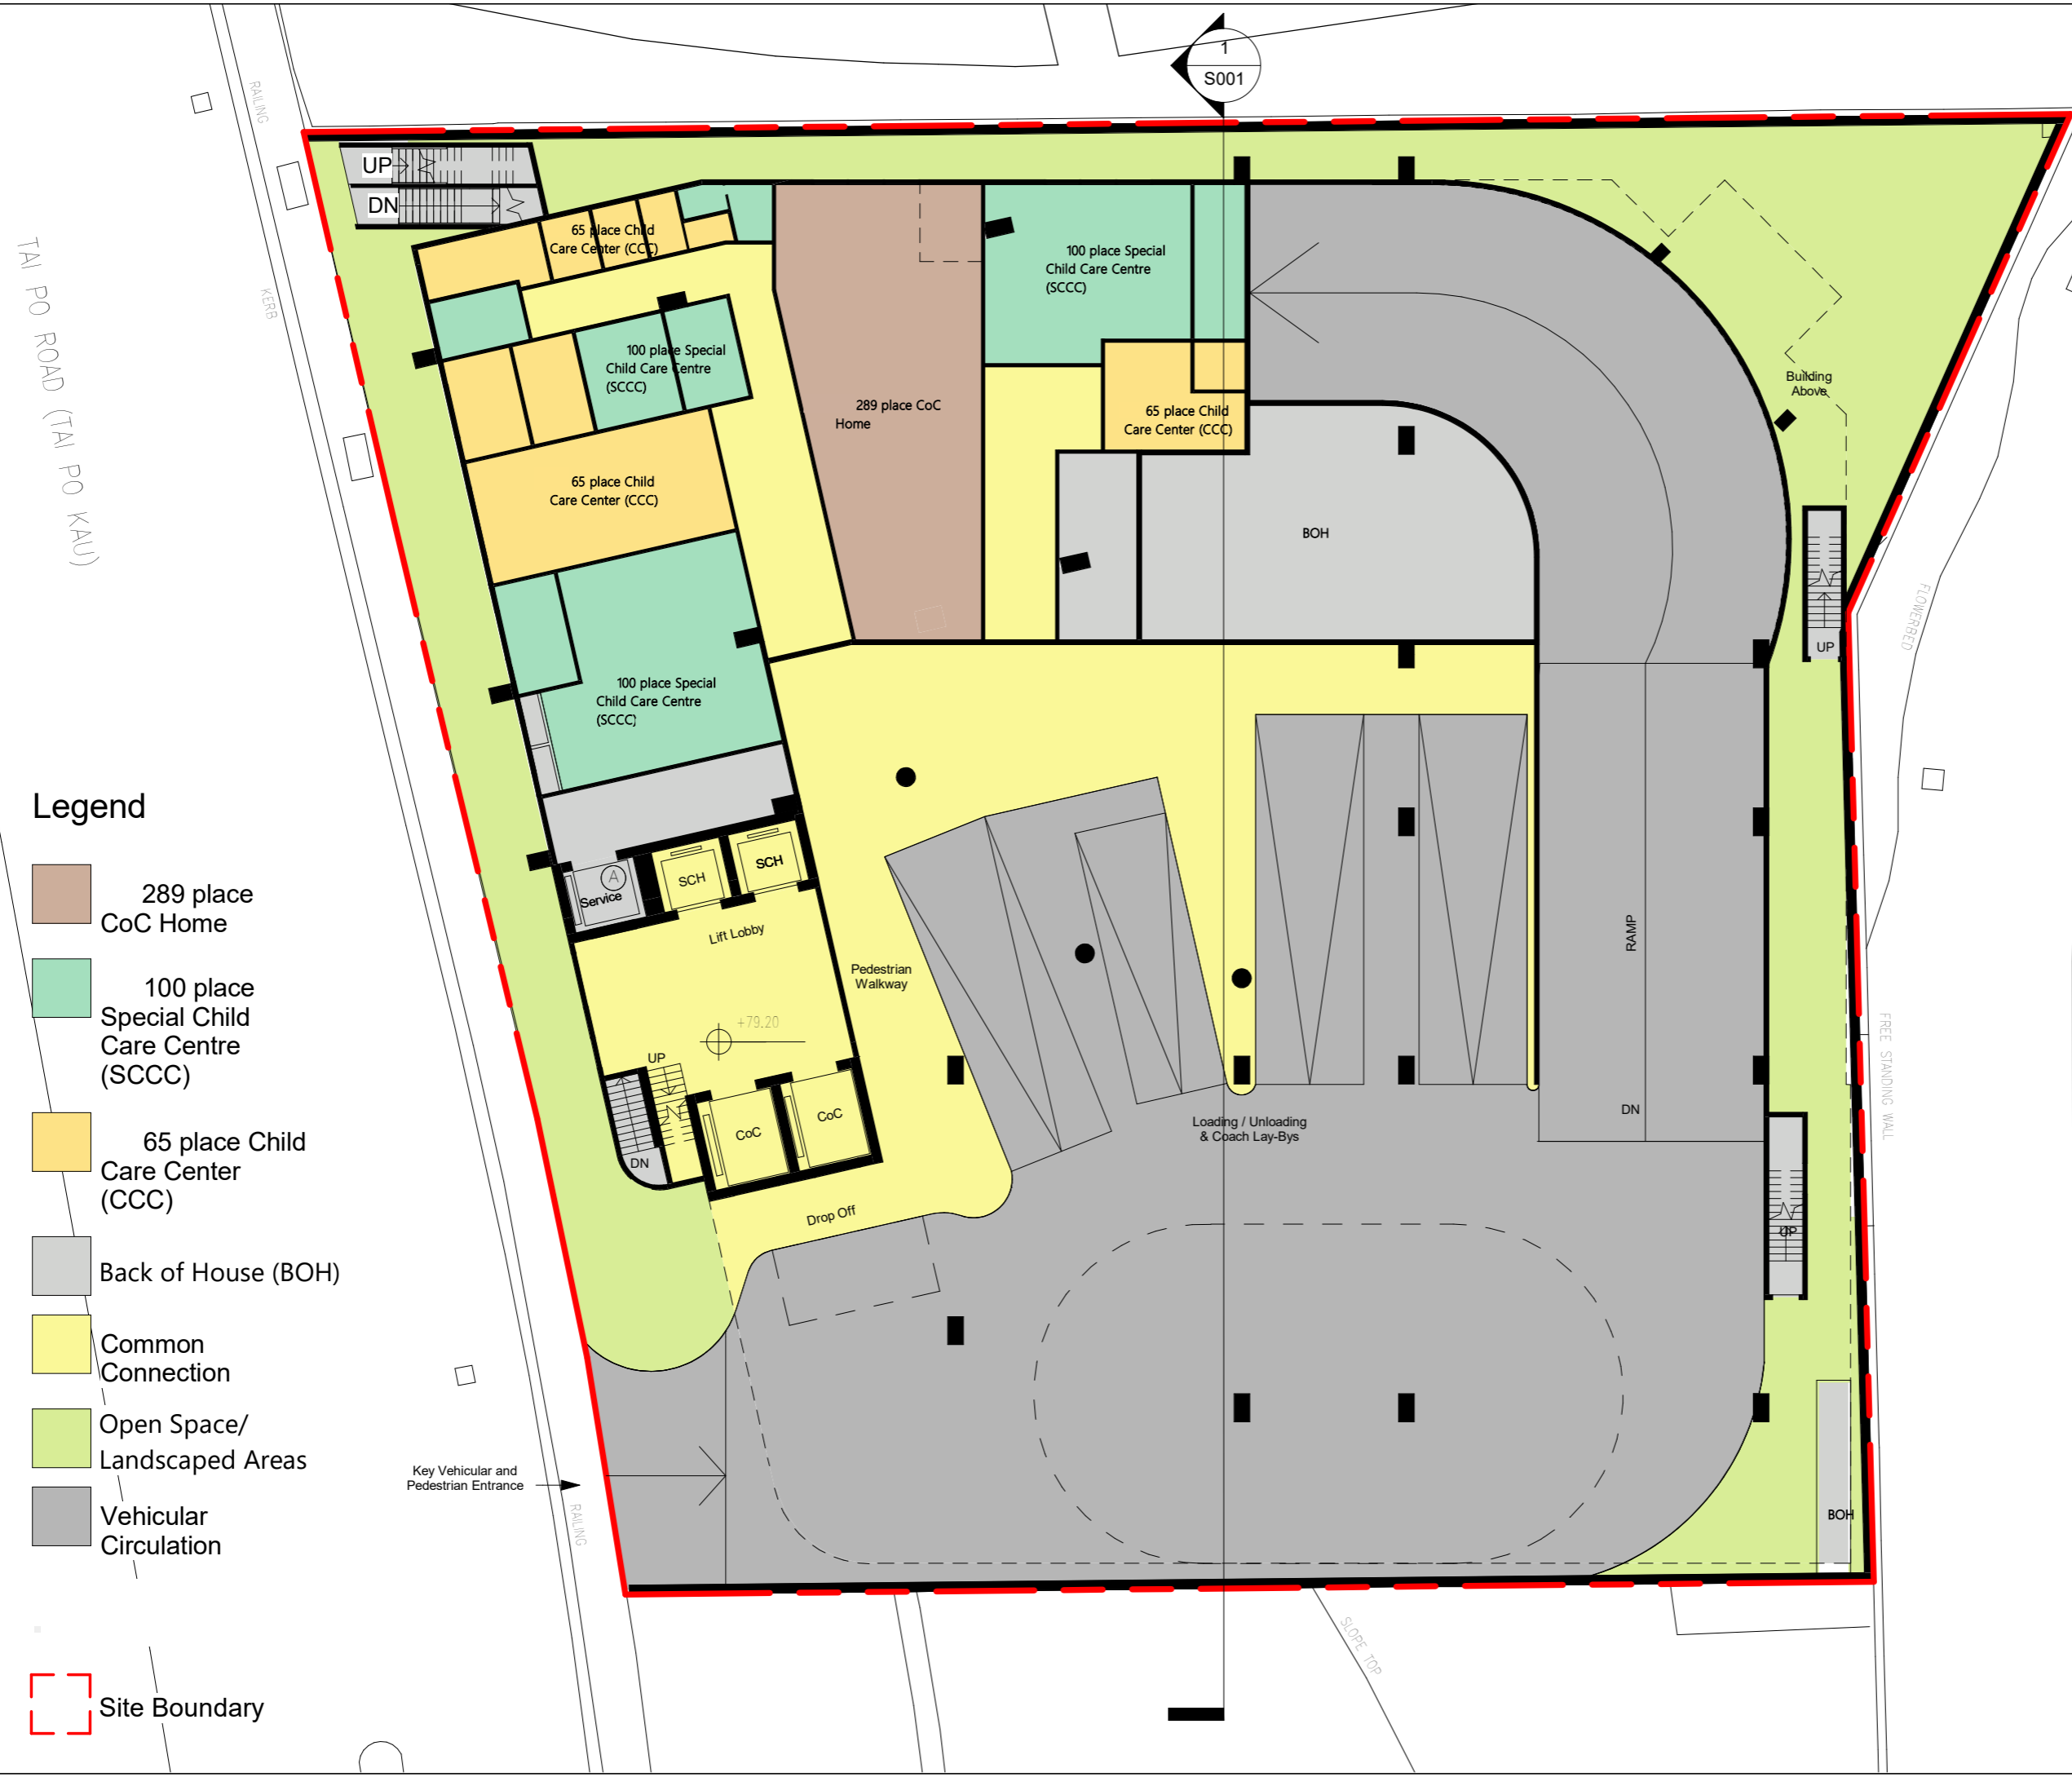 1
S001
RAILING
UP
DN
65 place Child
Care Center (CCC)
100 place Special
Child Care Centre
(SCCC)
TAI PO ROAD (TAI PO KAU)
KERB
100 place Special
Child Care Centre
(SCCC)
289 place CoC
Home
65 place Child
Care Center (CCC)
Building
Above
65 place Child
Care Center (CCC)
BOH
FLOWERBED
UP
100 place Special
Child Care Centre
(SCCC)
Legend
289 place
CoC Home
100 place
Special Child
Care Centre
(SCCC)
65 place Child
Care Center
(CCC)
Back of House (BOH)
Common
Connection
Open Space/
Landscaped Areas
Vehicular
Circulation
Site Boundary
A
Service
SCH
SCH
Lift Lobby
Pedestrian
Walkway
RAMP
+79.20
UP
DN
CoC
CoC
DN
FREE STANDING WALL
Loading / Unloading
& Coach Lay-Bys
Drop Off
UP
Key Vehicular and
Pedestrian Entrance
RAILING
BOH
SLOPE TOP